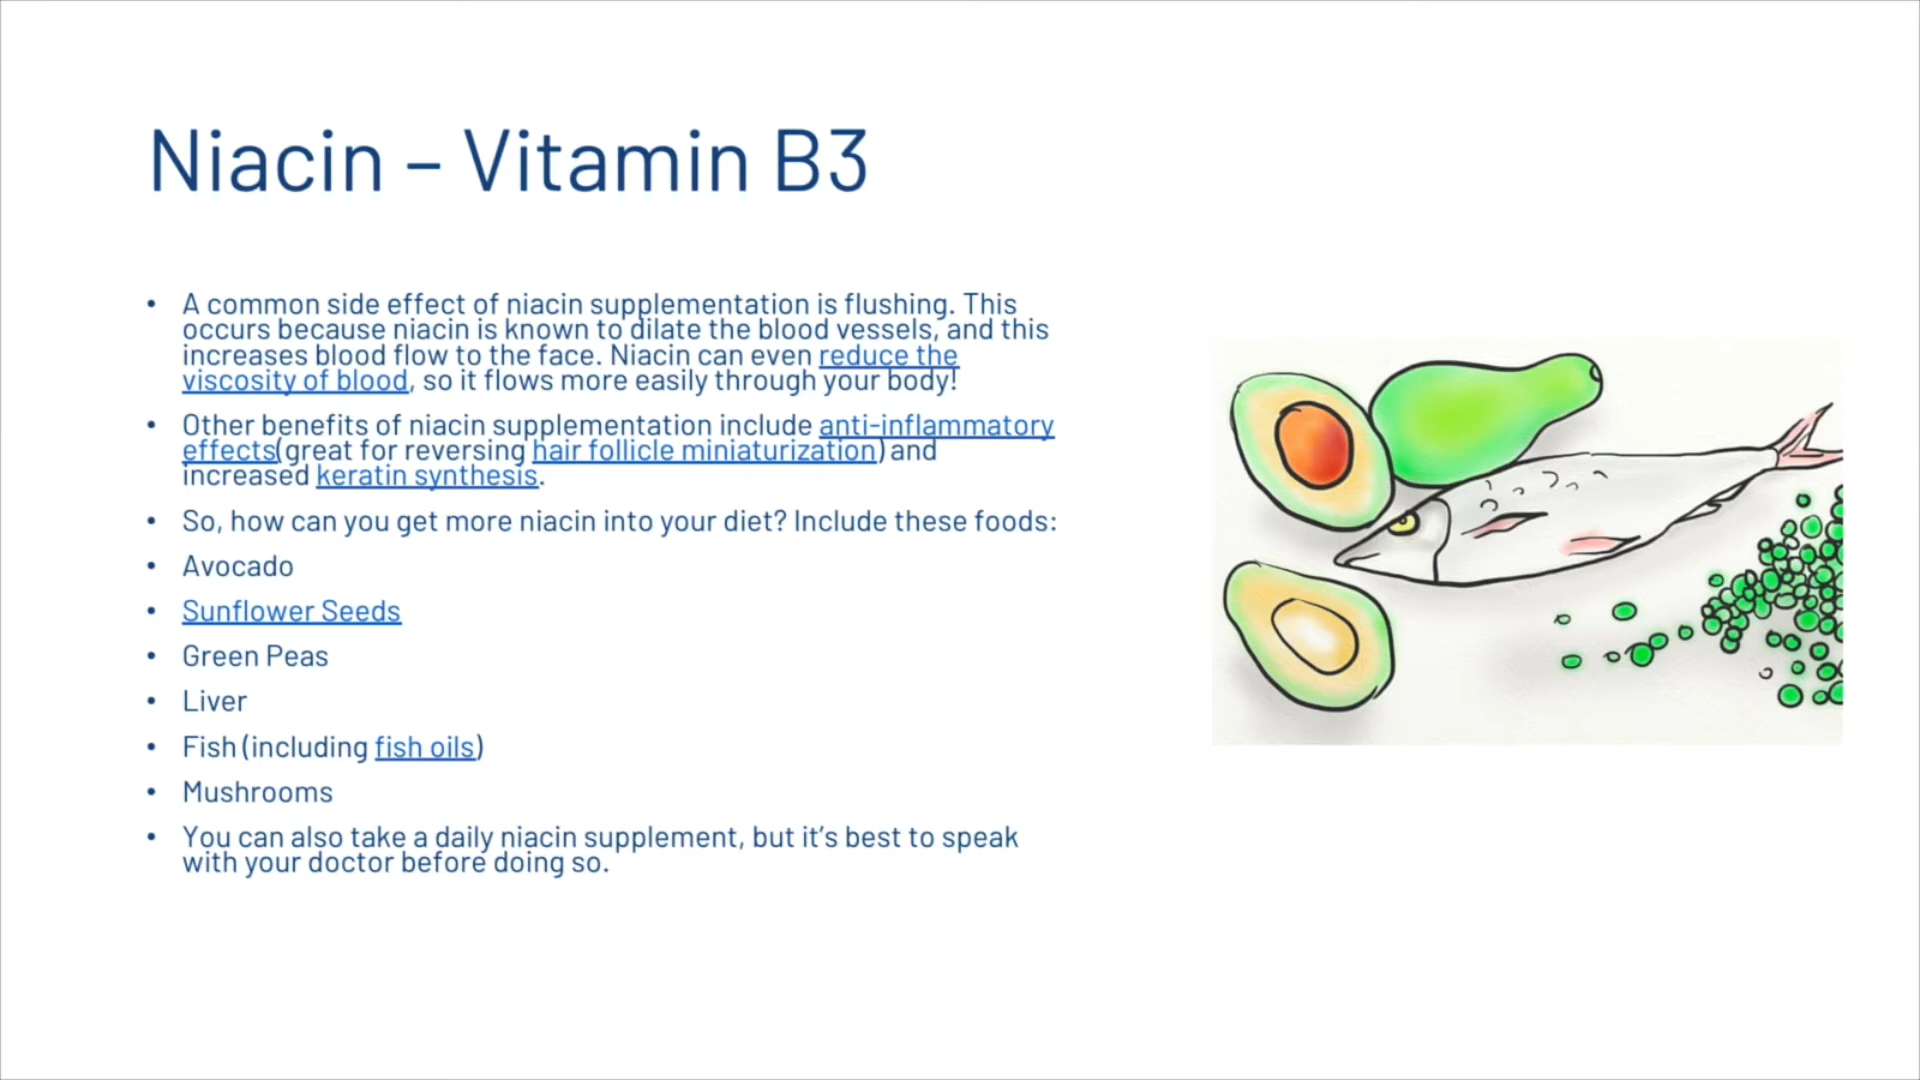 Niacin – Vitamin B3
• A common side effect of niacin supplementation is flushing. This
occurs because niacin is known to dilate the blood vessels, and this
increases blood flow to the face. Niacin can even reduce the
viscosity of blood, so it flows more easily through your body!
• Other benefits of niacin supplementation include anti-inflammatory
effects(great for reversing hair follicle miniaturization) and
increased keratin synthesis.
• So, how can you get more niacin into your diet? Include these foods:
• Avocado
• Sunflower Seeds
• Green Peas
• Liver
• Fish (including fish oils)
• Mushrooms
• You can also take a daily niacin supplement, but it’s best to speak
with your doctor before doing so.